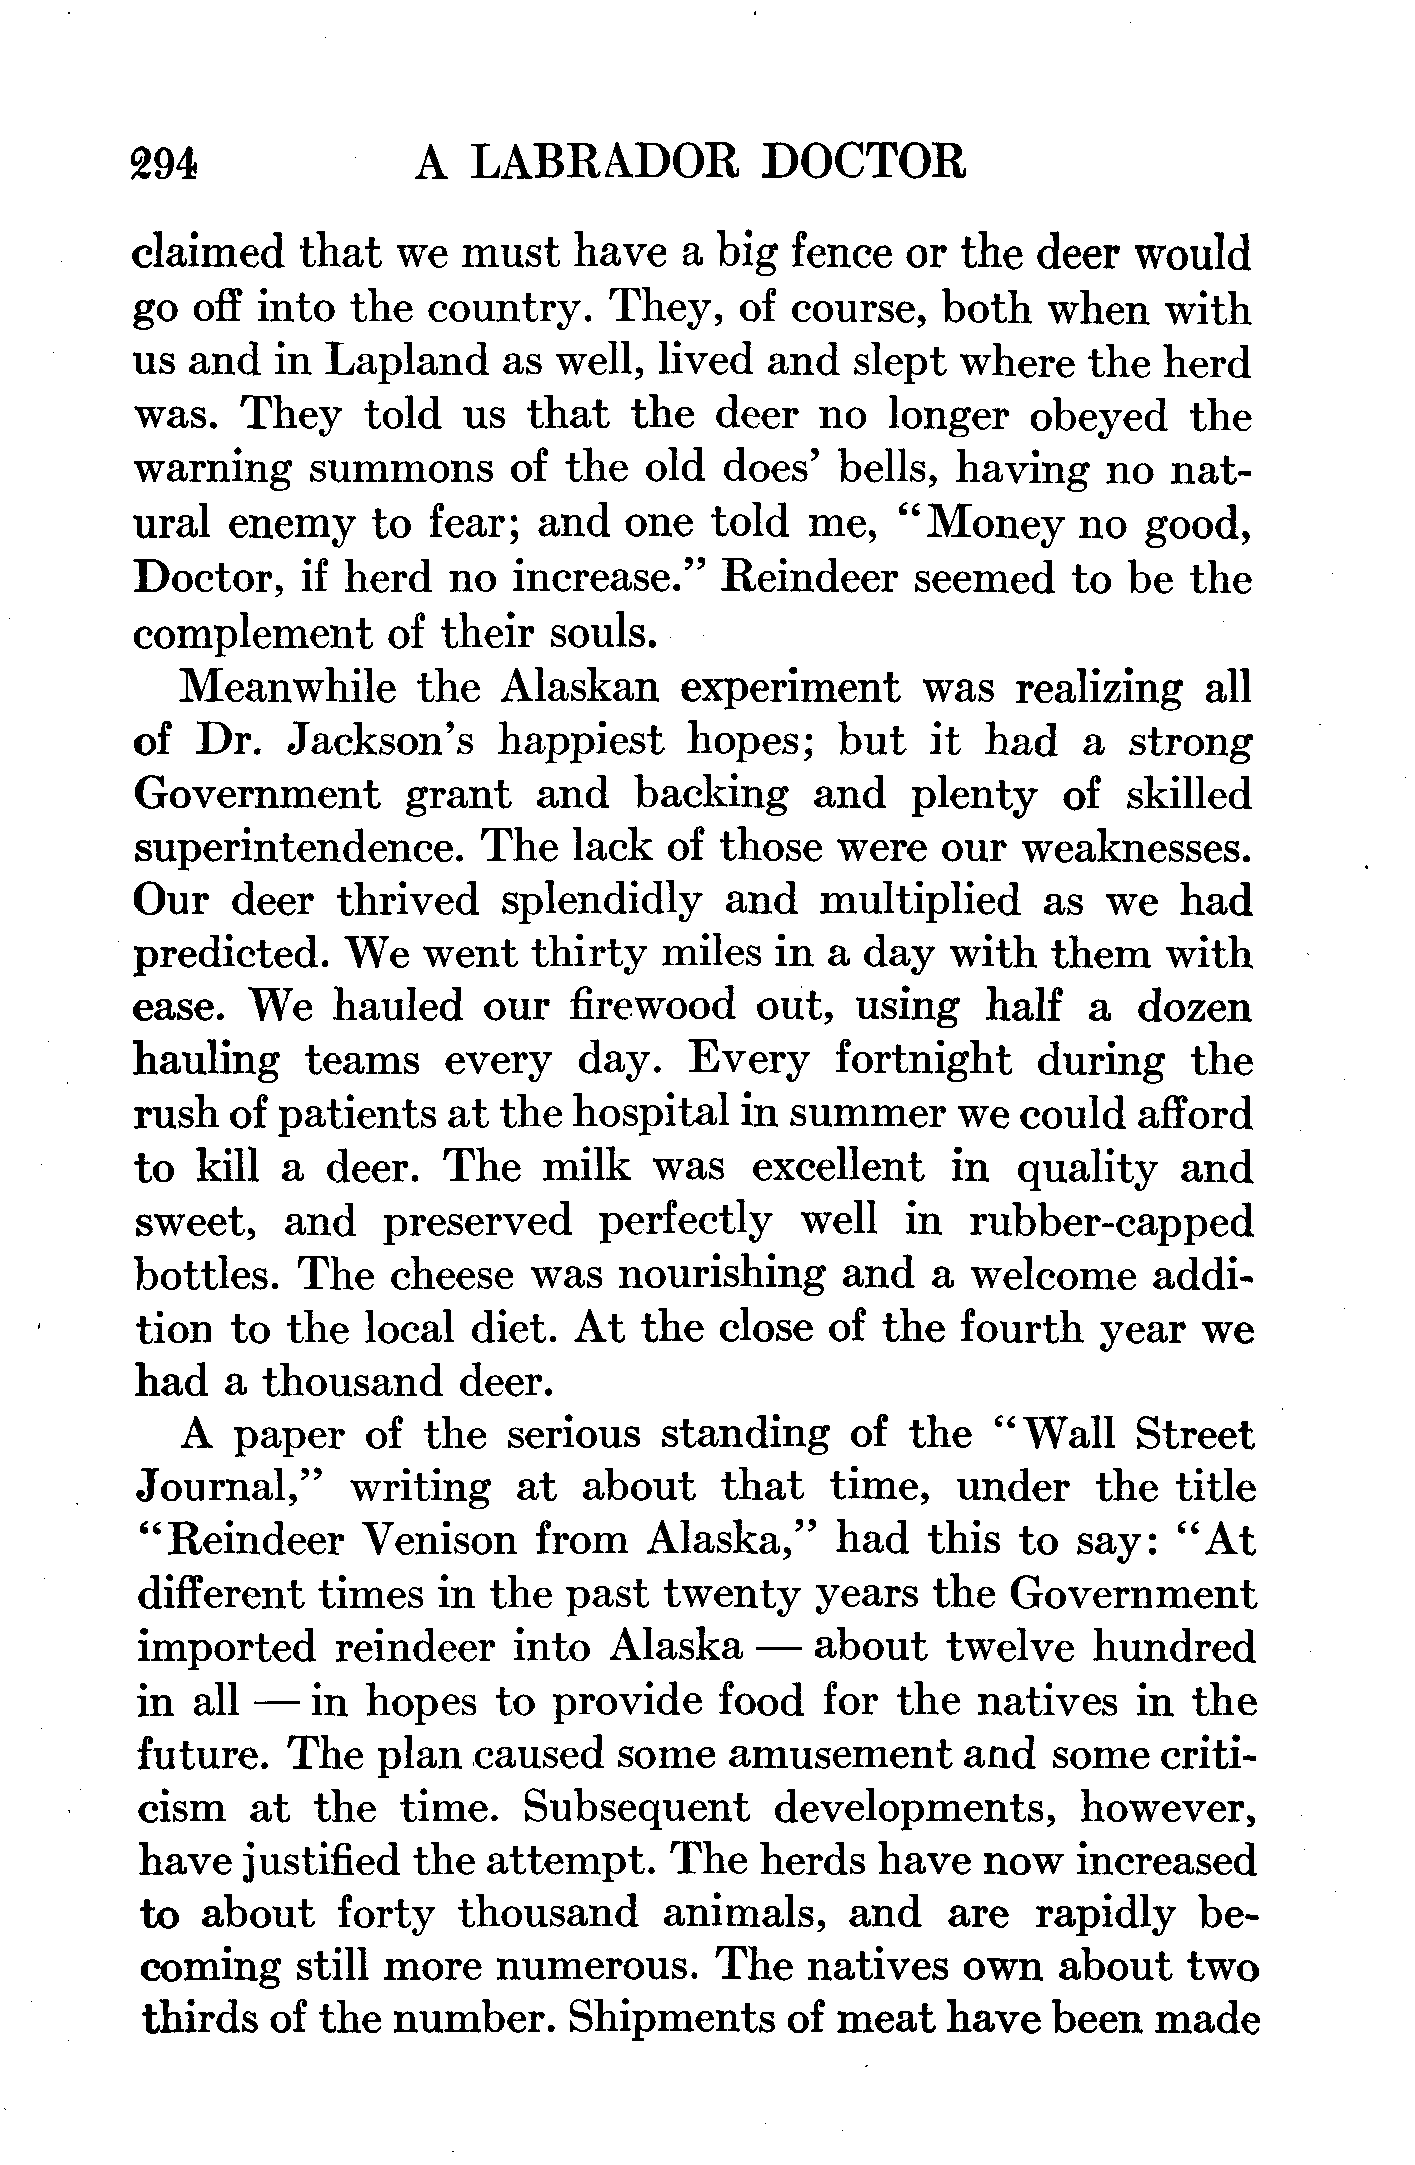 294 A LABRADOR DOCTOR
claimed that we must have a big fence or the deer would
go off into the country. They, of course, both when with
us and in Lapland as well, lived and slept where the herd
was. They told us that the deer no longer obeyed the
warning summons of the old does' bells, having no nat-
ural enemy to fear; and one told me, "Money no good,
Doctor, if herd no increase." Reindeer seemed to be the
complement of their souls.
Meanwhile the Alaskan experiment was realizing all
of Dr. Jackson's happiest hopes; but it had a strong
Government grant and backing and plenty of skilled
superintendence. The lack of those were our weaknesses.
Our deer thrived splendidly and multiplied as we had
predicted. We went thirty miles in a day with them with
ease. We hauled our firewood out, using half a dozen
hauling teams every day. Every fortnight during the
rush of patients at the hospital in summer we could afford
to kill a deer. The milk was excellent in quality and
sweet, and preserved perfectly well in rubber-capped
bottles. The cheese was nourishing and a welcome addi-
tion to the local diet. At the close of the fourth year we
had a thousand deer.
A paper of the serious standing of the "Wall Street
Journal," writing at about that time, under the title
"Reindeer Venison from Alaska," had this to say: "At
different times in the past twenty years the Government
imported reindeer into Alaska — about twelve hundred
in all — in hopes to provide food for the natives in the
future. The plan caused some amusement and some criti-
cism at the time. Subsequent developments, however,
have justified the attempt. The herds have now increased
to about forty thousand animals, and are rapidly be-
coming still more numerous. The natives own about two
thirds of the number. Shipments of meat have been made